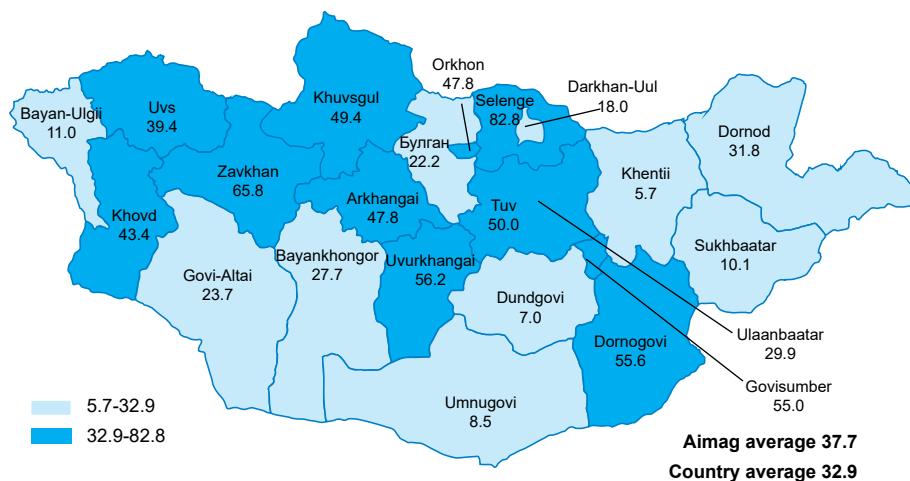 Orkhon
47.8
Darkhan-Uul
18.0
Bayan-Ulgii
11.0
Uvs
39.4
Khuvsgul
49.4
Selenge
82.8
Булган
22.2
Dornod
31.8
Khentii
5.7
Zavkhan
65.8
Arkhangai
47.8
Tuv
50.0
Khovd
43.4
Sukhbaatar
10.1
Govi-Altai
23.7
Bayankhongor
27.7
Uvurkhangai
56.2
Dundgovi
7.0
Dornogovi
55.6
Ulaanbaatar
29.9
Govisumber
55.0
Umnugovi
8.5
5.7-32.9
32.9-82.8
Aimag average 37.7
Country average 32.9